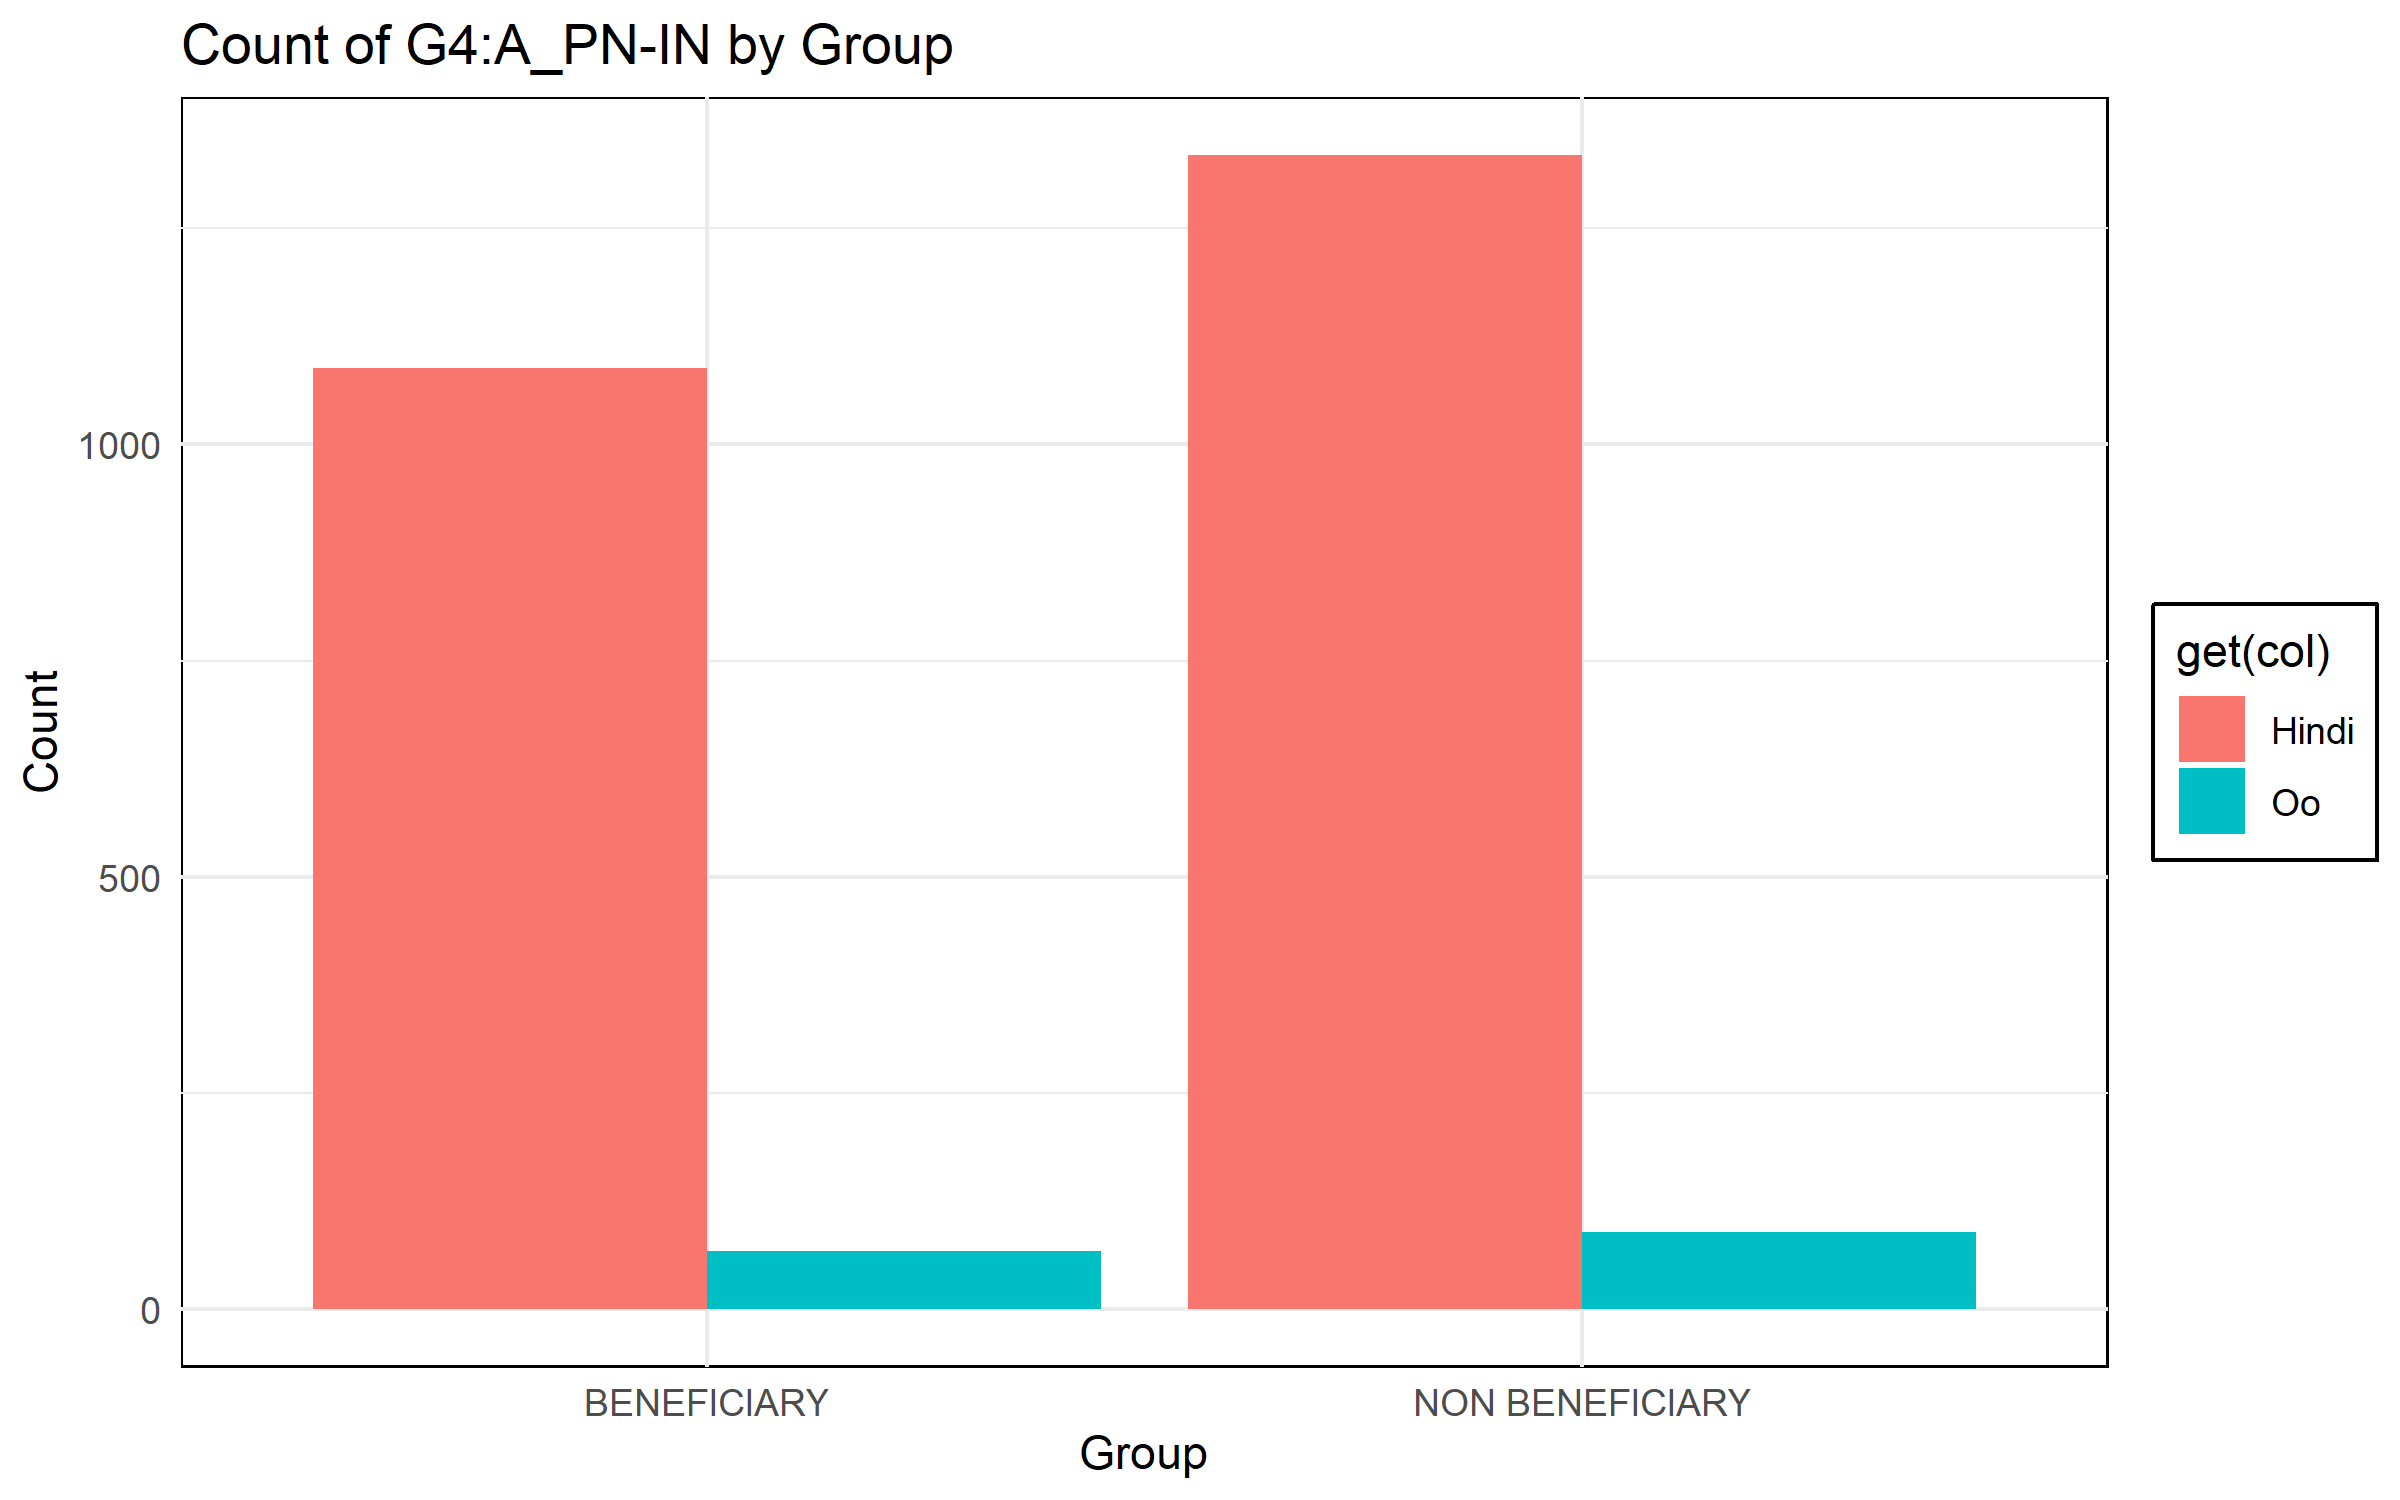 Count of G4:A_PN-IN by Group
Count
1000
500
0
BENEFICIARY
NON BENEFICIARY
Group
get(col)
Hindi
Oo